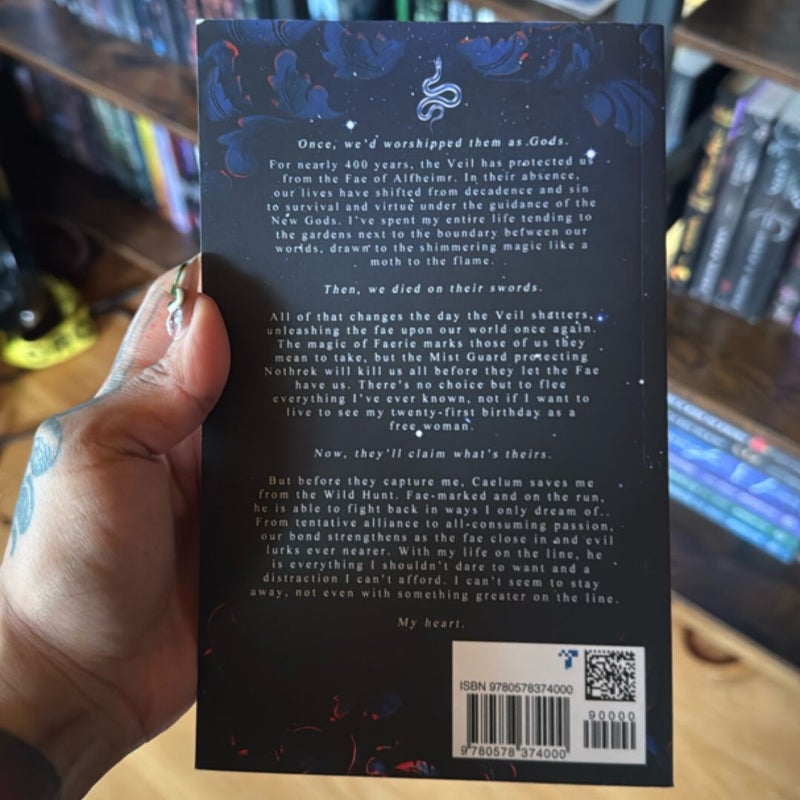 Once, we'd worshipped them as Gods.
For nearly 400 years, the Veil has protected us
from the Fae of Alfheimr. In their absence,
our lives have shifted from decadence and sin
to survival and virtue under the guidance of the
New Gods. I've spent my entire life tending to
the gardens next to the boundary between our
worlds, drawn to the shimmering magic like a
moth to the flame.
Then, we died on their swords.
All of that changes the day the Veil shatters,
unleashing the fae upon our world once again.
The magic of Faerie marks those of us they
mean to take, but the Mist Guard protecting
Nothrek will kill us all before they let the Fae
have us. There's no choice but to flee
everything I've ever known, not if I want to
live to see my twenty-first birthday as a
free woman.
Now, they'll claim what's theirs.
But before they capture me, Caelum saves me
from the Wild Hunt. Fae-marked and on the run,
he is able to fight back in ways I only dream of..
From tentative alliance to all-consuming passion,
our bond strengthens as the fae close in and evil
lurks ever nearer. With my life on the line, he
is everything I shouldn't dare to want and a
distraction I can't afford. I can't seem to stay
away, not even with something greater on the line.
My heart.
ISBN 9780578374000
90000
9 780578 374000